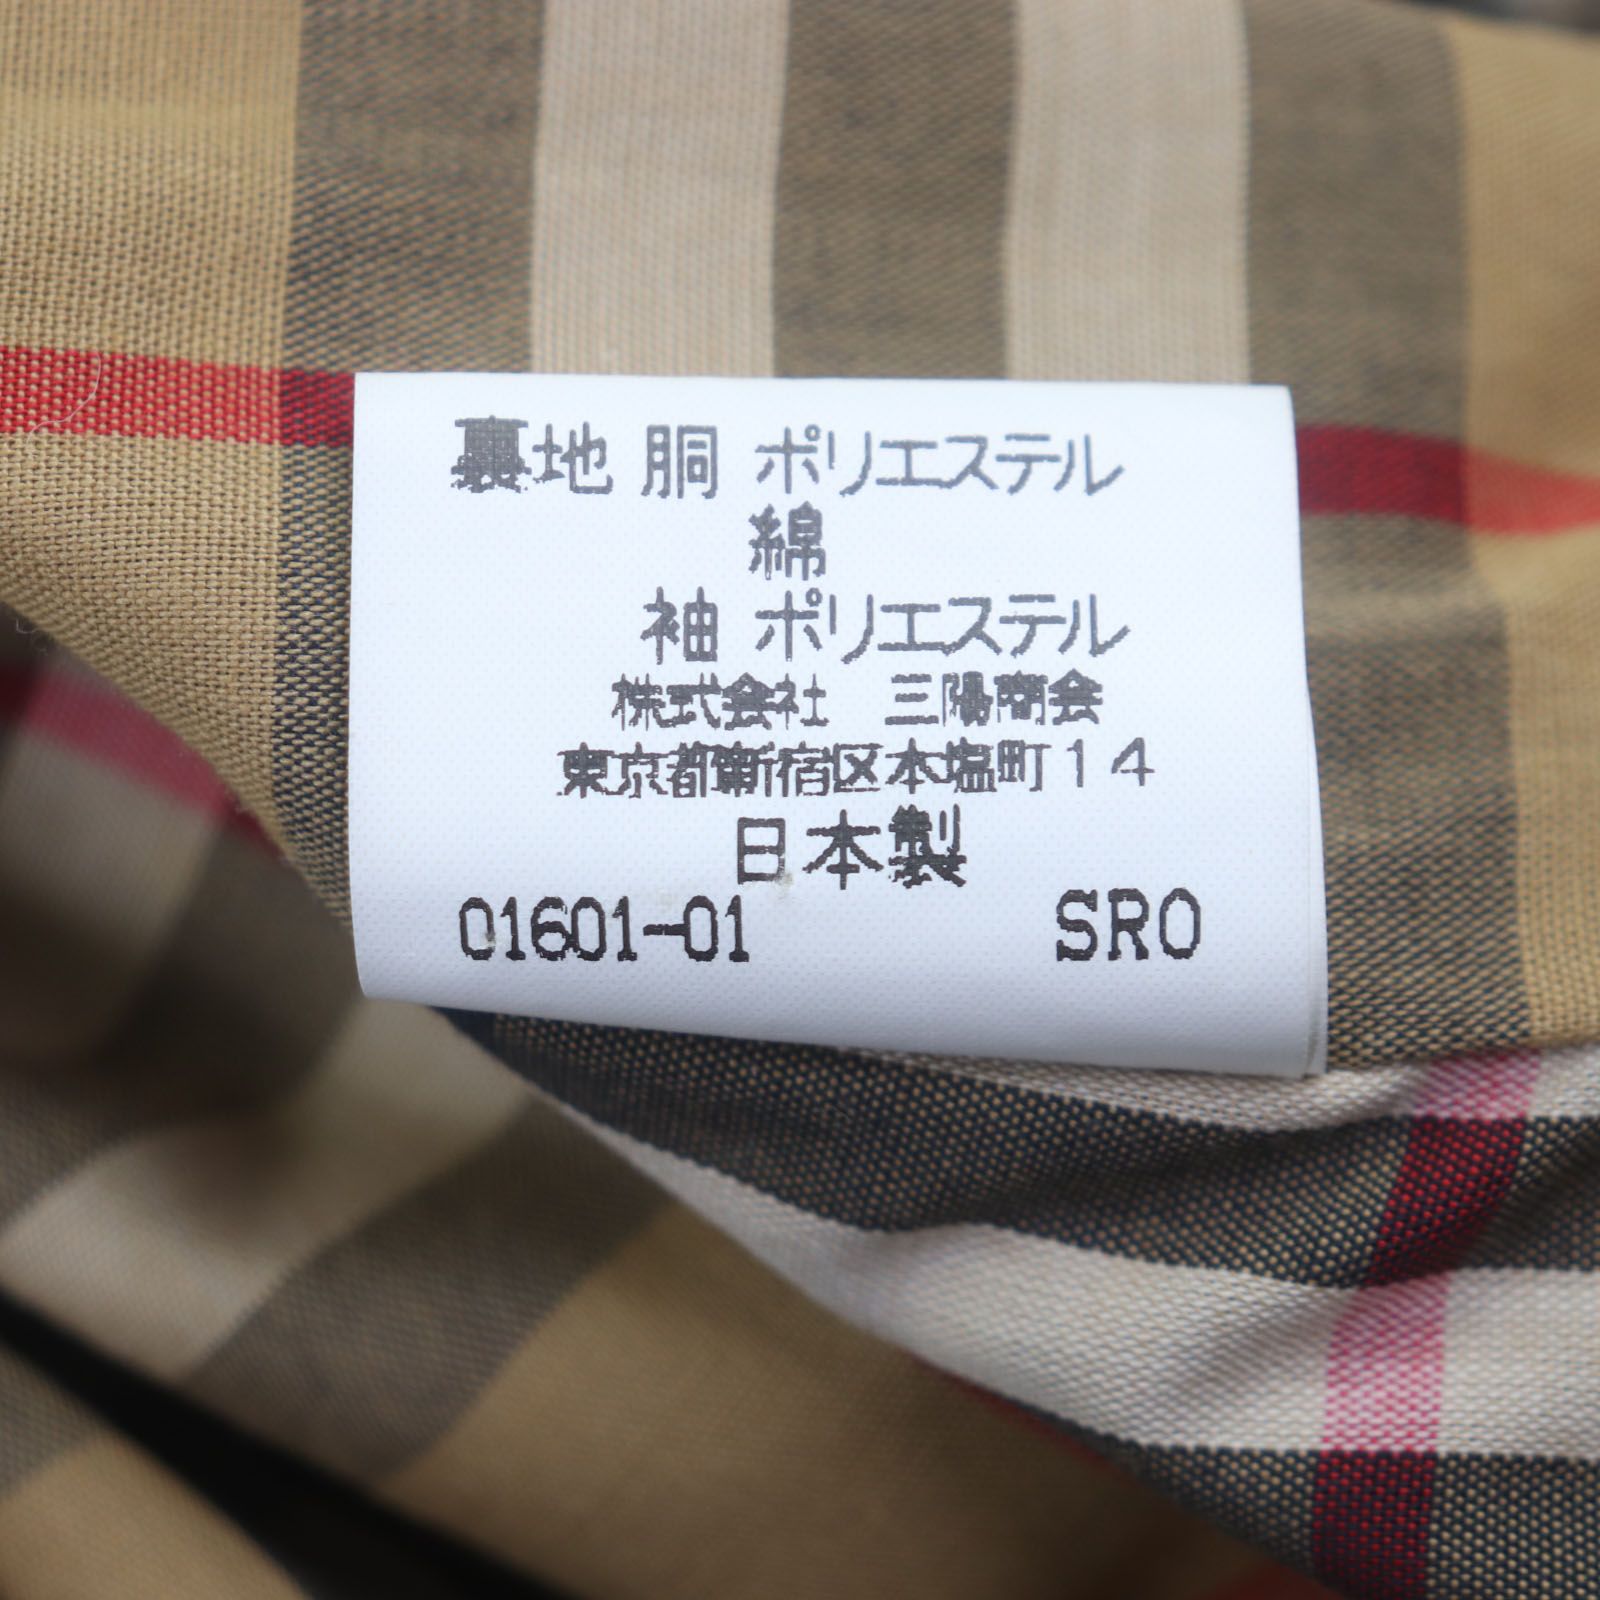 裏地 胴 ポリエステル
綿
袖 ポリエステル
株式会社 三陽商会
東京都新宿区本塩町14
日本製
01601-01 SRO